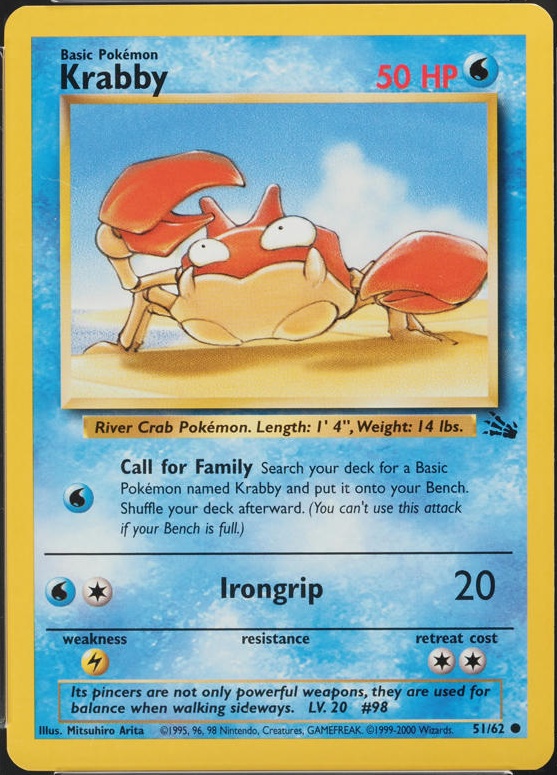 Basic Pokémon
Krabby
50 HP
River Crab Pokémon. Length: 1' 4", Weight: 14 lbs.
Call for Family Search your deck for a Basic
Pokémon named Krabby and put it onto your Bench.
Shuffle your deck afterward. (You can't use this attack
if your Bench is full.)
Irongrip 20
weakness resistance retreat cost
Its pincers are not only powerful weapons, they are used for
balance when walking sideways. LV. 20 #98
Illus. Mitsuhiro Arita ©1995, 96, 98 Nintendo, Creatures, GAMEFREAK. ©1999-2000 Wizards. 51/62